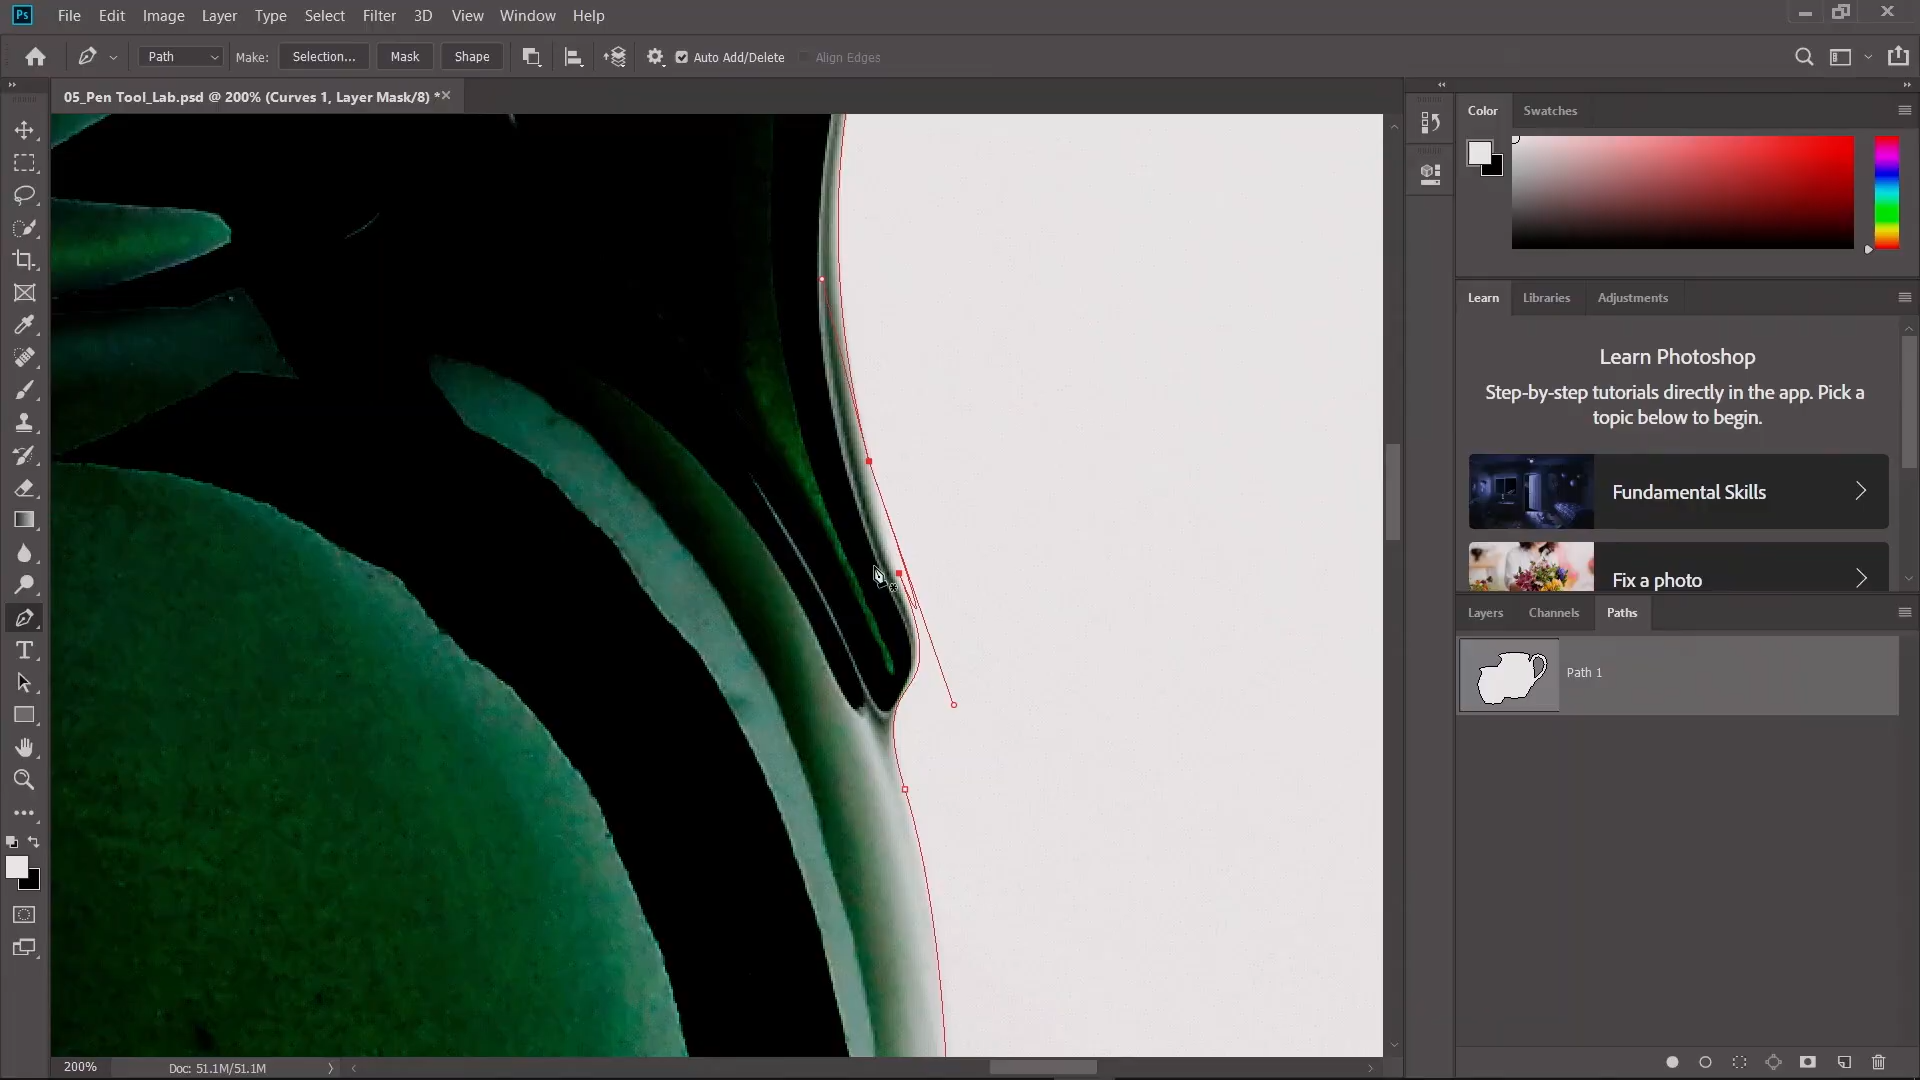 Ps File Edit Image Layer Type Select Filter 3D View Window Help
Path Make: Selection... Mask Shape Auto Add/Delete Align Edges
05_Pen Tool_Lab.psd @ 200% (Curves 1, Layer Mask/8) *
Color Swatches
Learn Libraries Adjustments
Learn Photoshop
Step-by-step tutorials directly in the app. Pick a
topic below to begin.
Fundamental Skills
Fix a photo
Layers Channels Paths
Path 1
200% Doc: 51.1M/51.1M